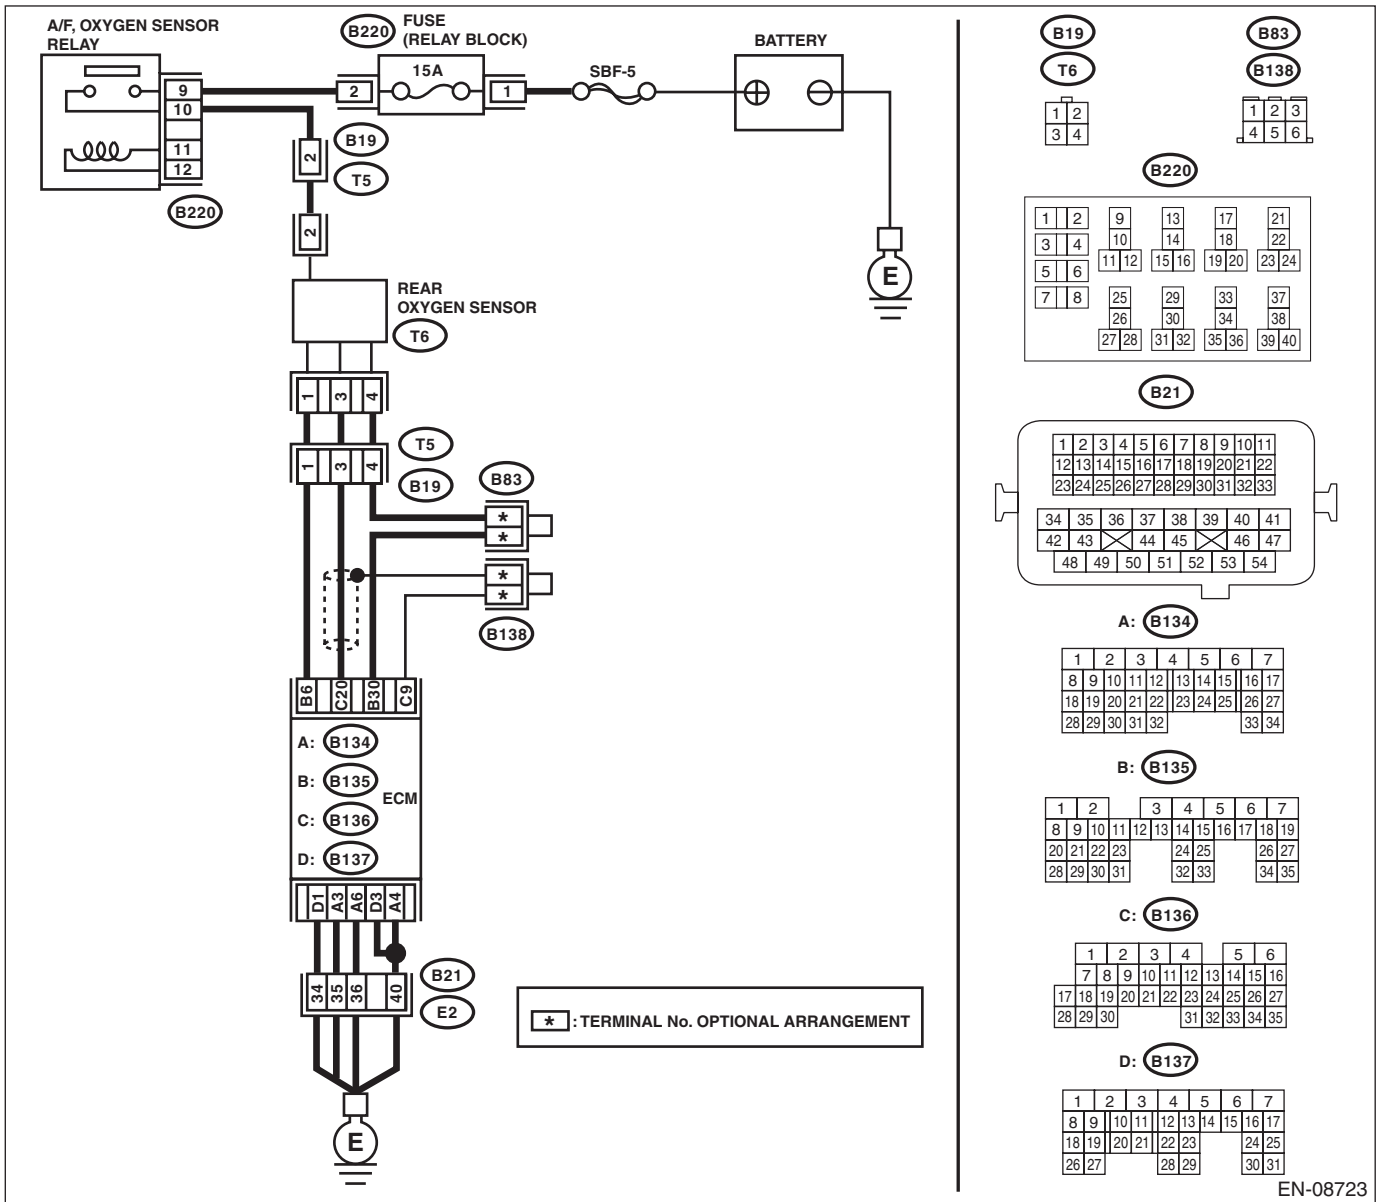 A/F, OXYGEN SENSOR
RELAY
9
10
11
12
B220
B220
FUSE
(RELAY BLOCK)
15A
2
1
SBF-5
BATTERY
E
2
B19
T5
2
REAR
OXYGEN SENSOR
T6
1 3 4
1 3 4
T5
B19
B83
*
*
*
*
B138
B6 C20 B30 C9
A: B134
B: B135
ECM
C: B136
D: B137
D1 A3 A6 D3 A4
34 35 36 40
B21
E2
E
* : TERMINAL No. OPTIONAL ARRANGEMENT
B19
T6
1 2
3 4
B83
B138
1 2 3
4 5 6
B220
1 2 9 13 17 21
3 4 10 14 18 22
11 12 15 16 19 20 23 24
5 6
7 8 25 29 33 37
26 30 34 38
27 28 31 32 35 36 39 40
B21
1 2 3 4 5 6 7 8 9 10 11
12 13 14 15 16 17 18 19 20 21 22
23 24 25 26 27 28 29 30 31 32 33
34 35 36 37 38 39 40 41
42 43 44 45 46 47
48 49 50 51 52 53 54
A: B134
1 2 3 4 5 6 7
8 9 10 11 12 13 14 15 16 17
18 19 20 21 22 23 24 25 26 27
28 29 30 31 32 33 34
B: B135
1 2 3 4 5 6 7
8 9 10 11 12 13 14 15 16 17 18 19
20 21 22 23 24 25 26 27
28 29 30 31 32 33 34 35
C: B136
1 2 3 4 5 6
7 8 9 10 11 12 13 14 15 16
17 18 19 20 21 22 23 24 25 26 27
28 29 30 31 32 33 34 35
D: B137
1 2 3 4 5 6 7
8 9 10 11 12 13 14 15 16 17
18 19 20 21 22 23 24 25
26 27 28 29 30 31
EN-08723